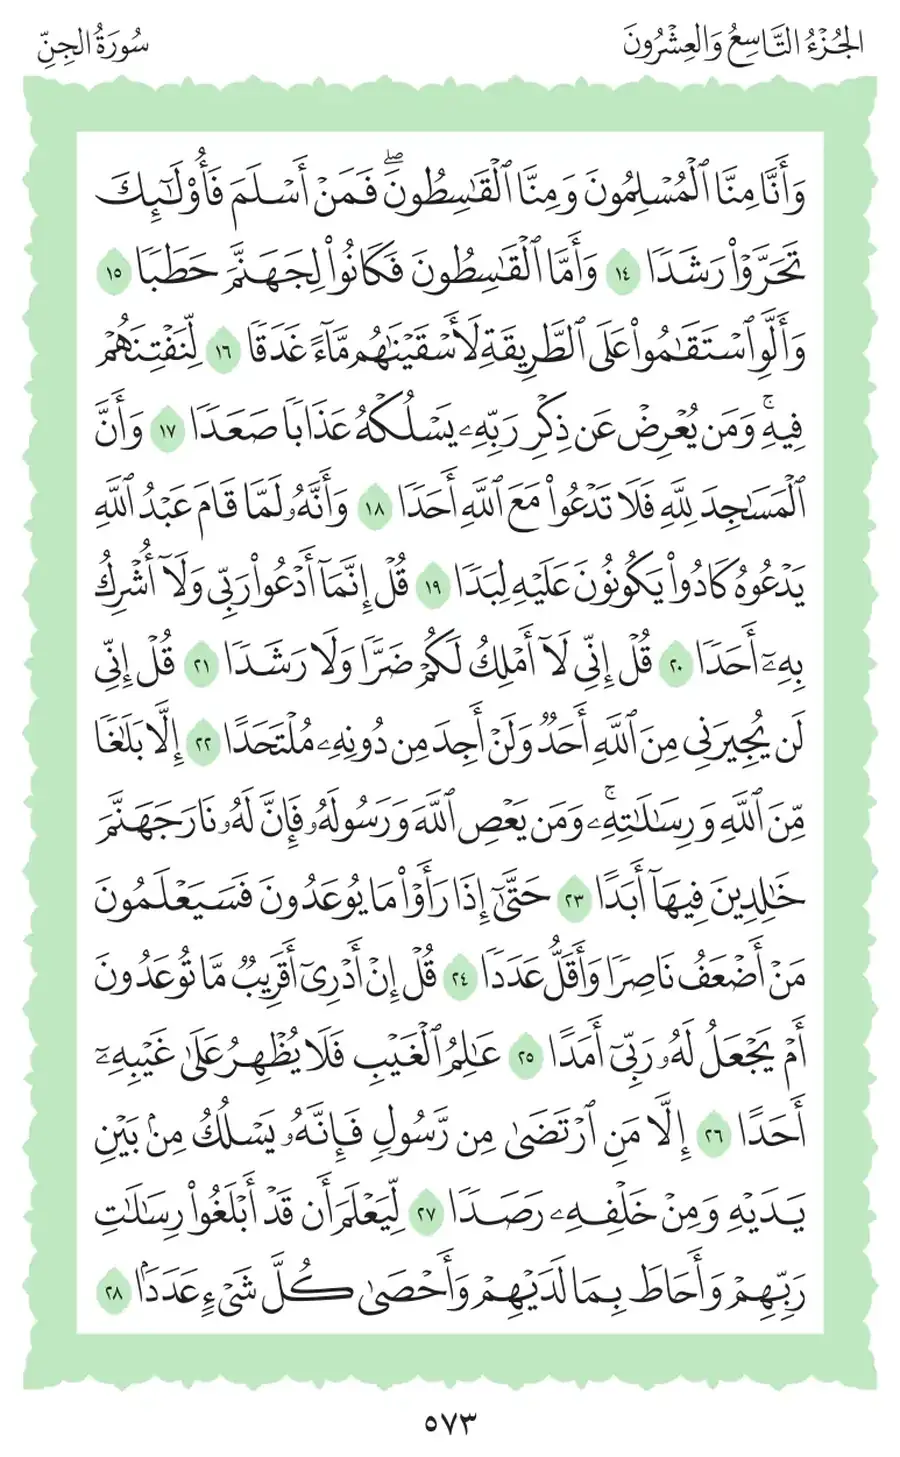 الجُزْءُ التَّاسِعُ وَالعِشْرُونَ
سُورَةُ الجِنِّ
وَأَنَّا مِنَّا ٱلْمُسْلِمُونَ وَمِنَّا ٱلْقَٰسِطُونَۖ فَمَنْ أَسْلَمَ فَأُوْلَٰٓئِكَ
تَحَرَّوْاْ رَشَدٗا ١٤ وَأَمَّا ٱلْقَٰسِطُونَ فَكَانُواْ لِجَهَنَّمَ حَطَبٗا ١٥
وَأَلَّوِ ٱسْتَقَٰمُواْ عَلَى ٱلطَّرِيقَةِ لَأَسْقَيْنَٰهُم مَّآءً غَدَقٗا ١٦ لِّنَفْتِنَهُمْ
فِيهِۚ وَمَن يُعْرِضْ عَن ذِكْرِ رَبِّهِۦ يَسْلُكْهُ عَذَابٗا صَعَدٗا ١٧ وَأَنَّ
ٱلْمَسَٰجِدَ لِلَّهِ فَلَا تَدْعُواْ مَعَ ٱللَّهِ أَحَدٗا ١٨ وَأَنَّهُۥ لَمَّا قَامَ عَبْدُ ٱللَّهِ
يَدْعُوهُ كَادُواْ يَكُونُونَ عَلَيْهِ لِبَدٗا ١٩ قُلْ إِنَّمَآ أَدْعُواْ رَبِّي وَلَآ أُشْرِكُ
بِهِۦٓ أَحَدٗا ٢٠ قُلْ إِنِّي لَآ أَمْلِكُ لَكُمْ ضَرّٗا وَلَا رَشَدٗا ٢١ قُلْ إِنِّي
لَن يُجِيرَنِي مِنَ ٱللَّهِ أَحَدٞ وَلَنْ أَجِدَ مِن دُونِهِۦ مُلْتَحَدًا ٢٢ إِلَّا بَلَٰغٗا
مِّنَ ٱللَّهِ وَرِسَٰلَٰتِهِۦۚ وَمَن يَعْصِ ٱللَّهَ وَرَسُولَهُۥ فَإِنَّ لَهُۥ نَارَ جَهَنَّمَ
خَٰلِدِينَ فِيهَآ أَبَدًا ٢٣ حَتَّىٰٓ إِذَا رَأَوْاْ مَا يُوعَدُونَ فَسَيَعْلَمُونَ
مَنْ أَضْعَفُ نَاصِرٗا وَأَقَلُّ عَدَدٗا ٢٤ قُلْ إِنْ أَدْرِيٓ أَقَرِيبٞ مَّا تُوعَدُونَ
أَمْ يَجْعَلُ لَهُۥ رَبِّيٓ أَمَدًا ٢٥ عَٰلِمُ ٱلْغَيْبِ فَلَا يُظْهِرُ عَلَىٰ غَيْبِهِۦٓ
أَحَدًا ٢٦ إِلَّا مَنِ ٱرْتَضَىٰ مِن رَّسُولٖ فَإِنَّهُۥ يَسْلُكُ مِنۢ بَيْنِ
يَدَيْهِ وَمِنْ خَلْفِهِۦ رَصَدٗا ٢٧ لِّيَعْلَمَ أَن قَدْ أَبْلَغُواْ رِسَٰلَٰتِ
رَبِّهِمْ وَأَحَاطَ بِمَا لَدَيْهِمْ وَأَحْصَىٰ كُلَّ شَيْءٍ عَدَدَۢا ٢٨
٥٧٣